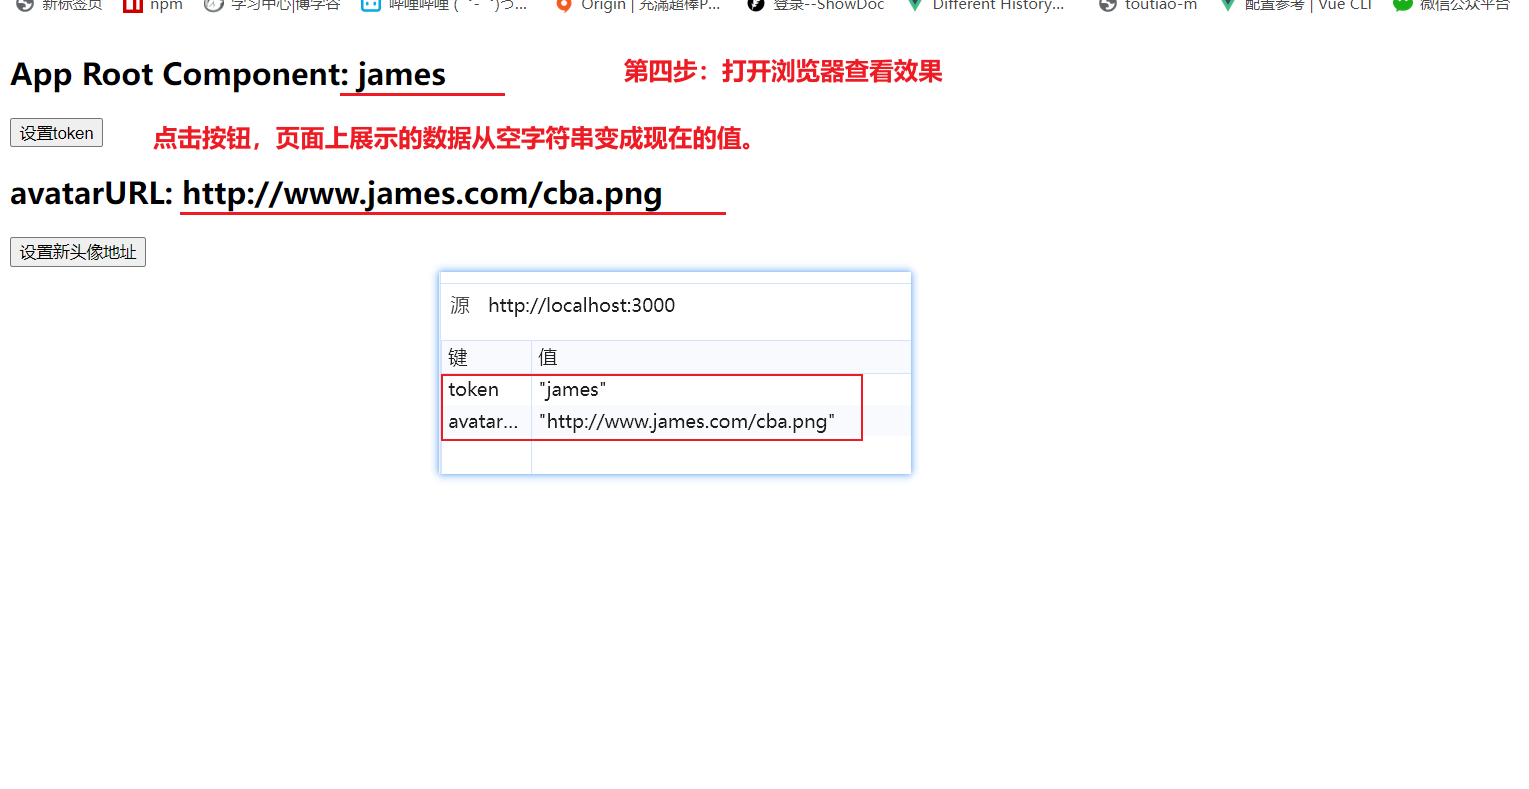 新标签页 npm 学习中心|博学谷 哔哩哔哩 (゜-゜)つ... Origin | 充满超棒P... 登录--ShowDoc Different History... toutiao-m 配置参考 | Vue CLI 微信公众平台
App Root Component: james
第四步：打开浏览器查看效果
设置token
点击按钮，页面上展示的数据从空字符串变成现在的值。
avatarURL: http://www.james.com/cba.png
设置新头像地址
源 http://localhost:3000
键 值
token "james"
avatar... "http://www.james.com/cba.png"